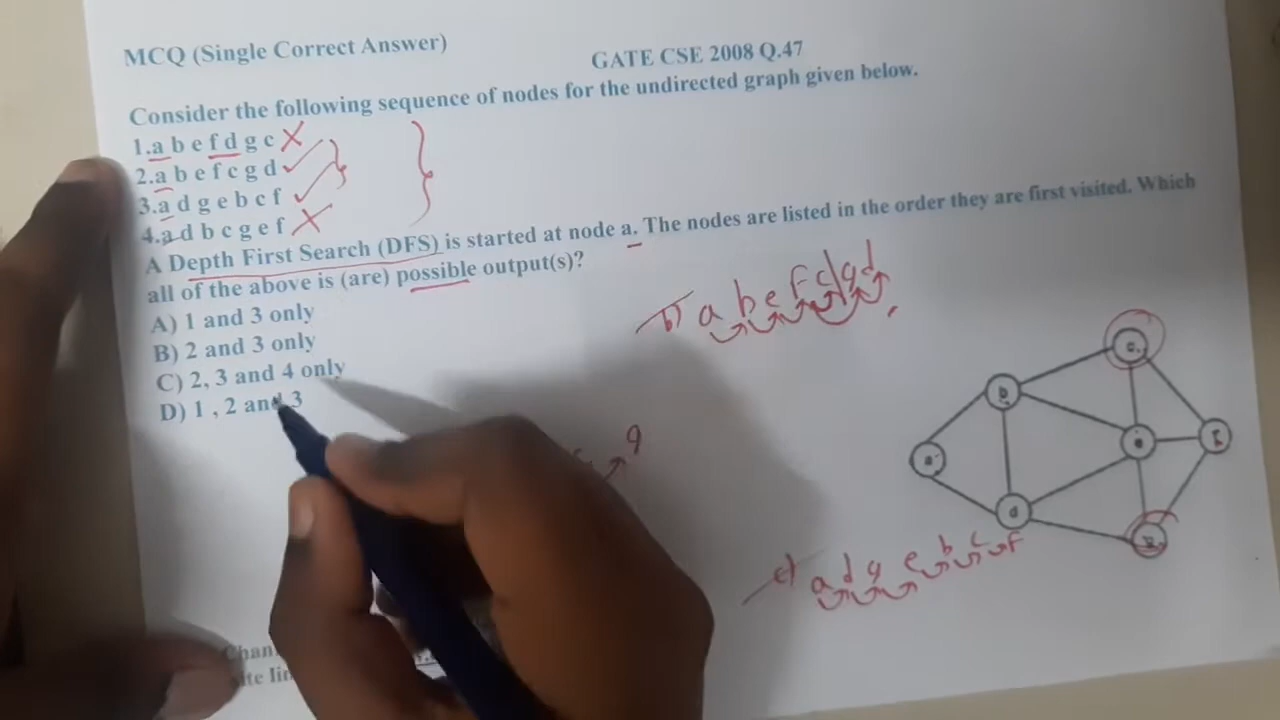 MCQ (Single Correct Answer)
GATE CSE 2008 Q.47
Consider the following sequence of nodes for the undirected graph given below.
1.a b e f d g c X
2.a b e f c g d ✓
3.a d g e b c f ✓
4.a d b c g e f X
A Depth First Search (DFS) is started at node a. The nodes are listed in the order they are first visited. Which
all of the above is (are) possible output(s)?
A) 1 and 3 only
B) 2 and 3 only
C) 2, 3 and 4 only
D) 1 , 2 and 3
b) a b e f c g d
g
c) a d g e b c f
b
d